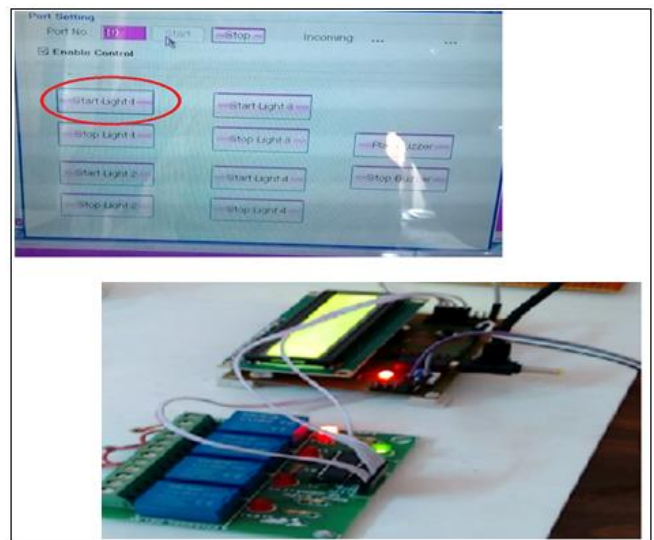 Port Setting
Port No. 10 Start Stop Incoming: --- ---
Enable Control
Start Light 1 Start Light 3
Stop Light 1 Stop Light 3 Play Buzzer
Start Light 2 Start Light 4 Stop Buzzer
Stop Light 2 Stop Light 4